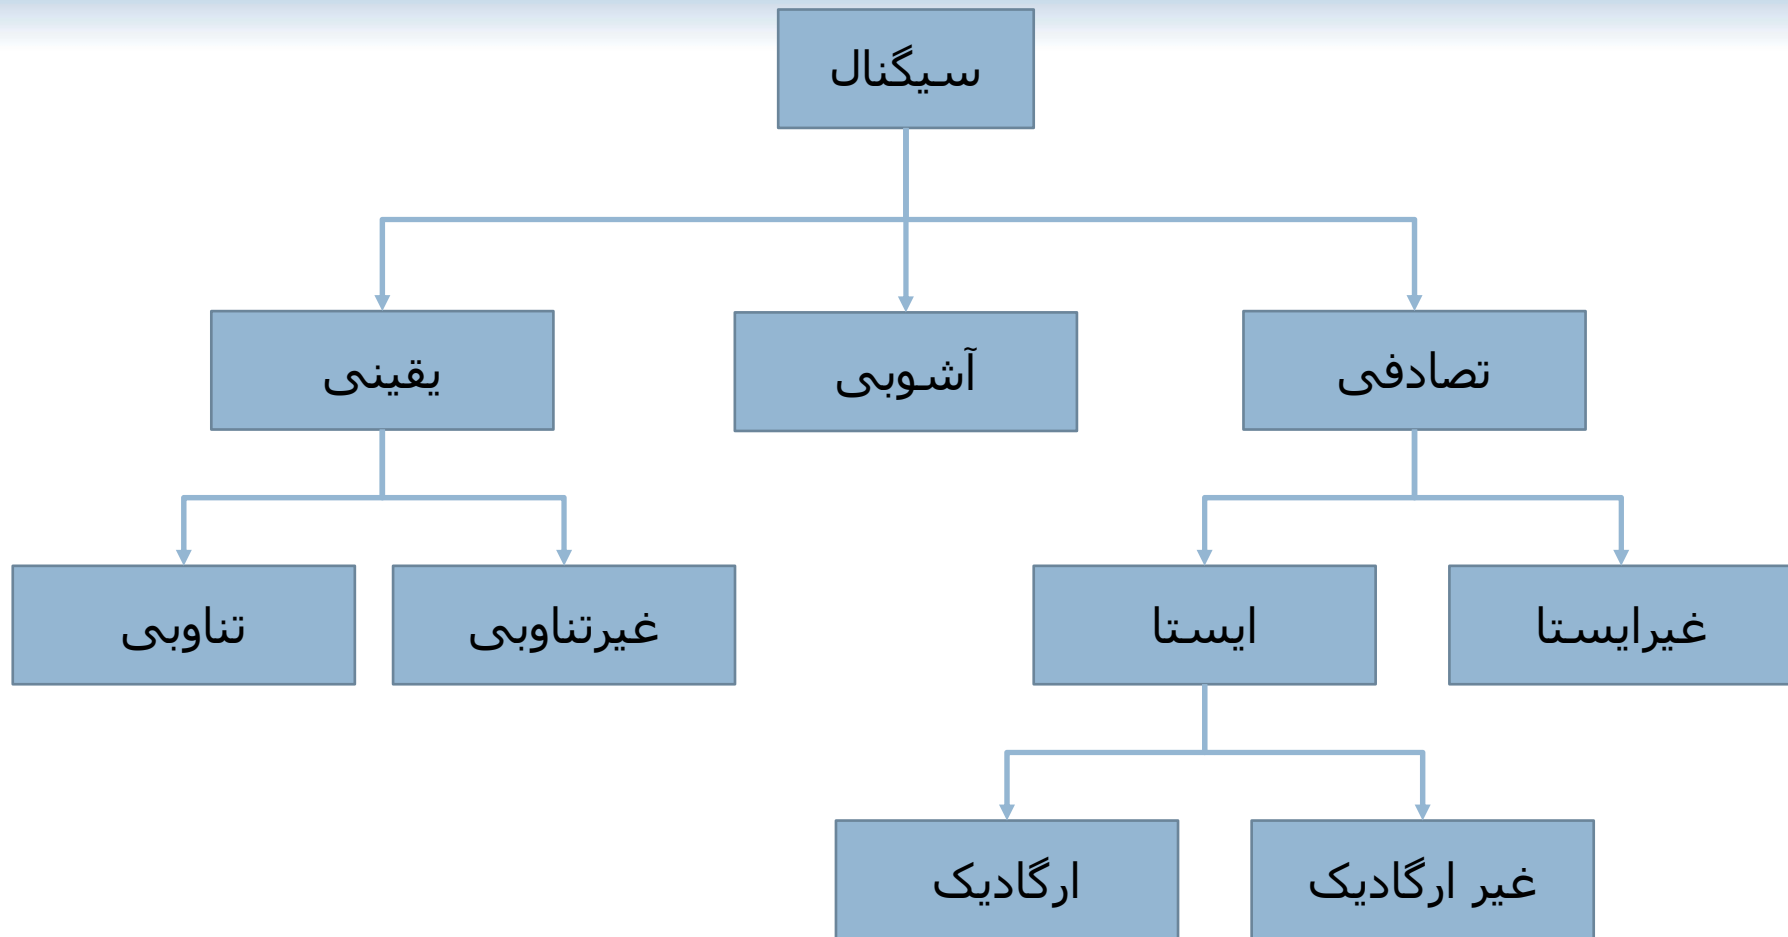 سیگنال
تصادفی
آشوبی
یقینی
غیرایستا
ایستا
غیرتناوبی
تناوبی
غیر ارگادیک
ارگادیک